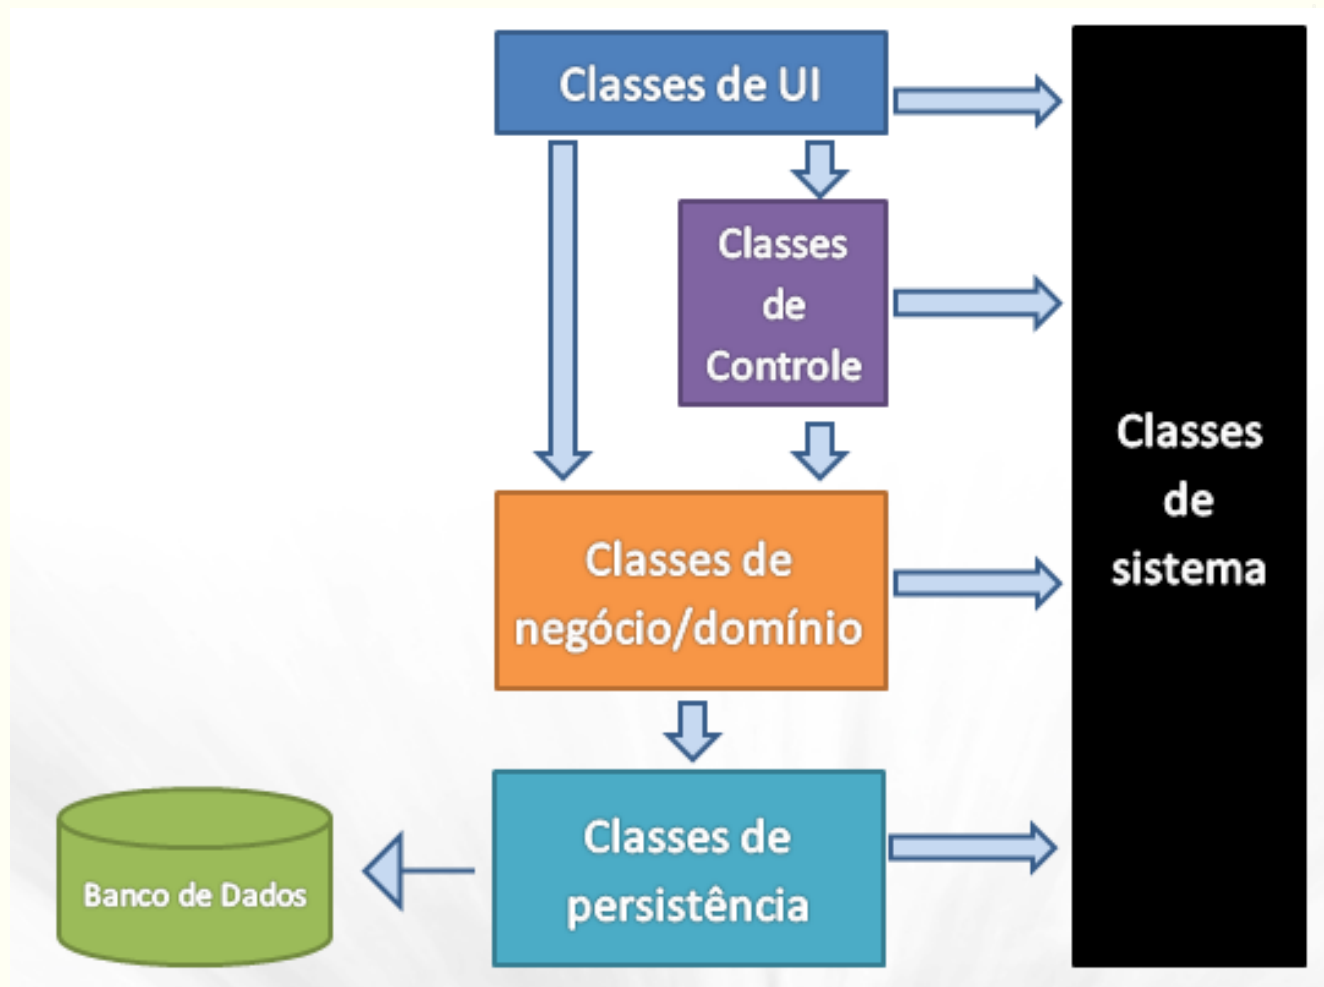 Classes de UI
Classes
de
Controle
Classes
de
sistema
Classes de
negócio/domínio
Classes de
persistência
Banco de Dados